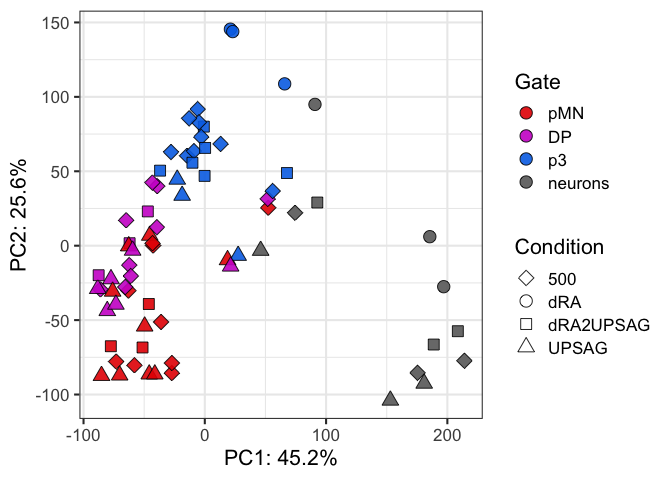 150
100
50
0
-50
-100
PC2: 25.6%
-100
0
100
200
PC1: 45.2%
Gate
pMN
DP
p3
neurons
Condition
500
dRA
dRA2UPSAG
UPSAG